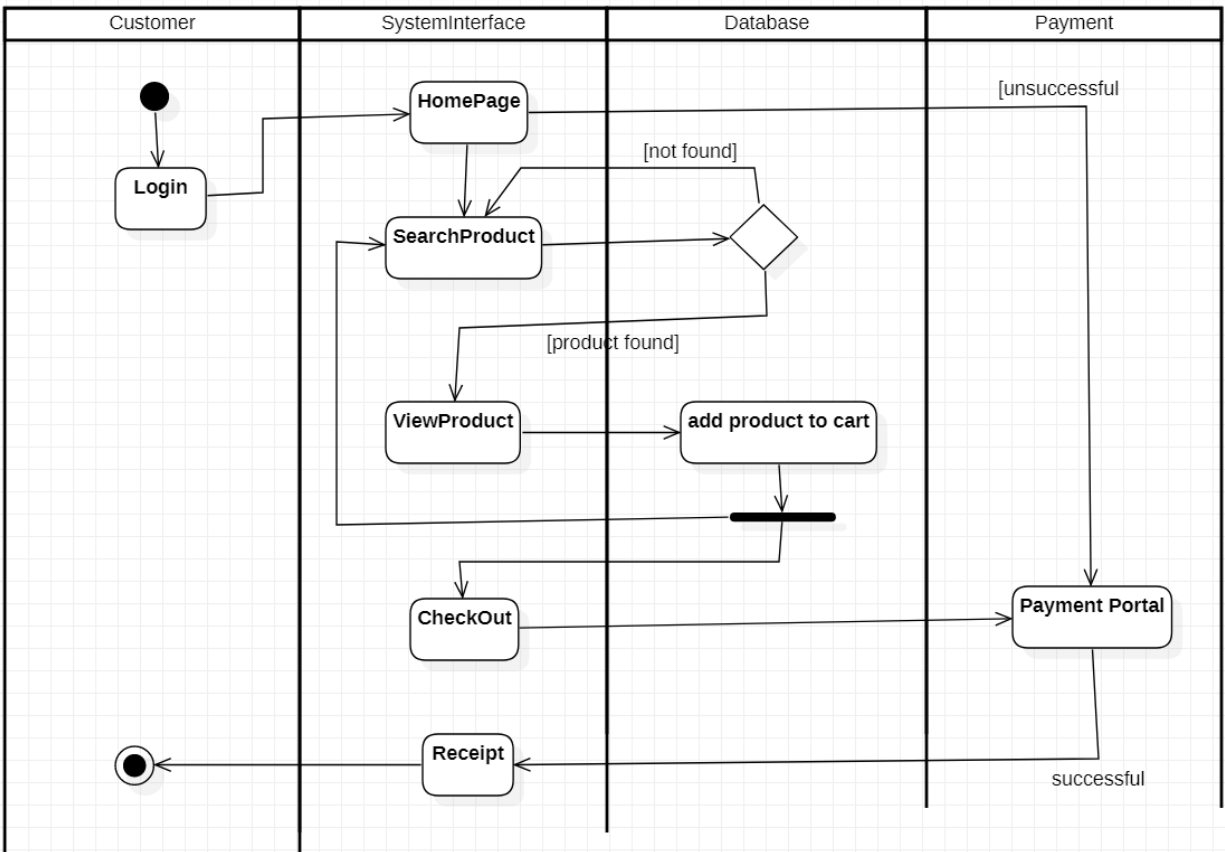 Customer
SystemInterface
Database
Payment
HomePage
[unsuccessful
[not found]
Login
SearchProduct
[product found]
ViewProduct
add product to cart
CheckOut
Payment Portal
Receipt
successful